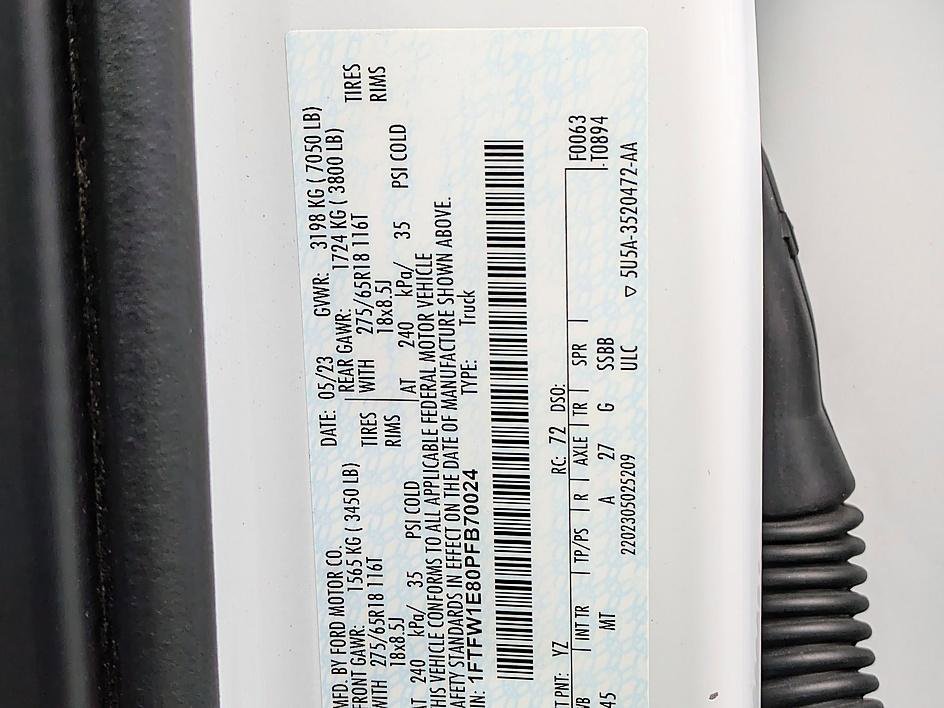 MFD. BY FORD MOTOR CO. DATE: 05/23 GVWR: 3198 KG ( 7050 LB)
FRONT GAWR: 1565 KG ( 3450 LB) REAR GAWR: 1724 KG ( 3800 LB)
WITH 275/65R18 116T TIRES WITH 275/65R18 116T TIRES
18x8.5J RIMS 18x8.5J RIMS
AT 240 kPa/ 35 PSI COLD AT 240 kPa/ 35 PSI COLD
THIS VEHICLE CONFORMS TO ALL APPLICABLE FEDERAL MOTOR VEHICLE
SAFETY STANDARDS IN EFFECT ON THE DATE OF MANUFACTURE SHOWN ABOVE.
VIN: 1FTFW1E80PFB70024 TYPE: Truck
T PNT: YZ RC: 72 DSO: F0063
WB INT TR TP/PS R AXLE TR SPR .T0894
45 MT A 27 G SSBB
2202305025209 ULC ▽ 5U5A-3520472-AA